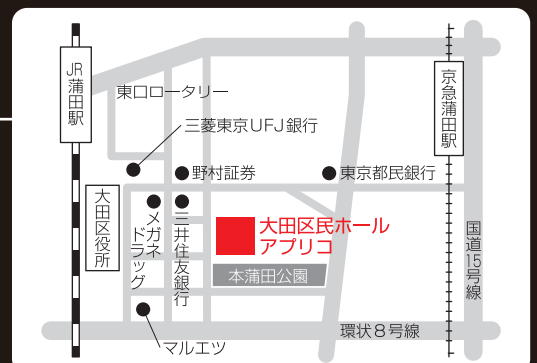 JR蒲田駅
東口ロータリー
三菱東京UFJ銀行
京急蒲田駅
野村証券
東京都民銀行
大田区役所
メガネ
ドラッグ
三井住友銀行
大田区民ホール
アプリコ
本蒲田公園
国道15号線
環状8号線
マルエツ